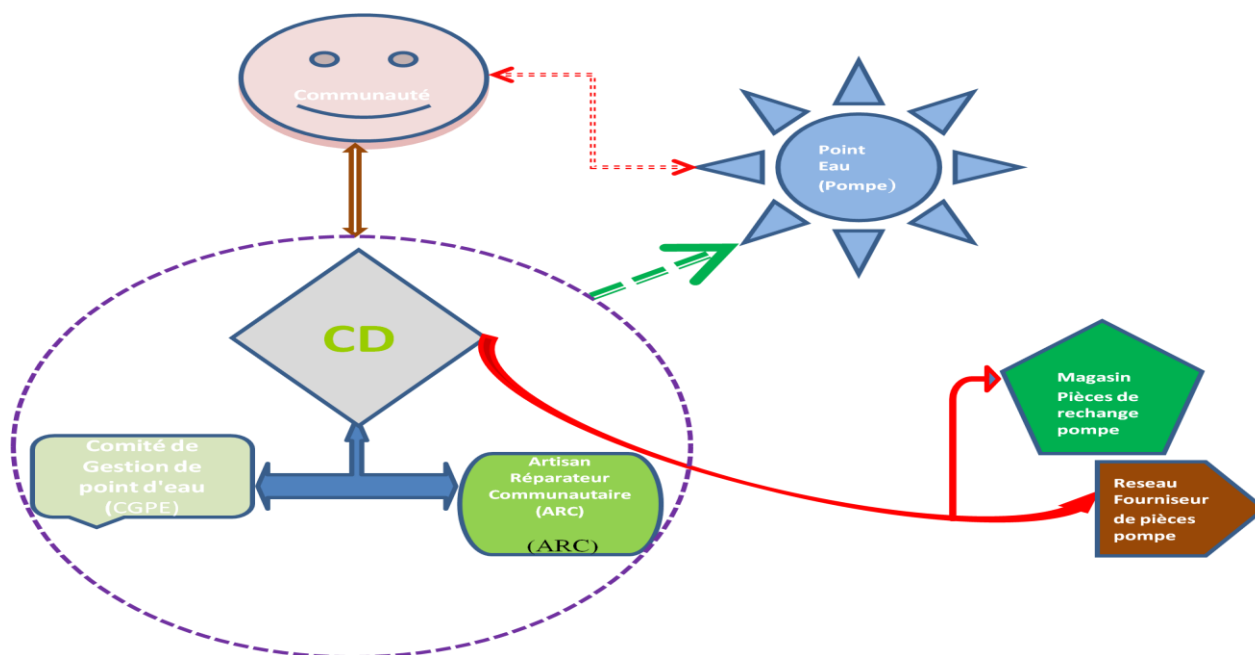 Communauté
Point
Eau
(Pompe)
CD
Comité de
Gestion de
point d'eau
(CGPE)
Artisan
Réparateur
Communautaire
(ARC)
(ARC)
Magasin
Pièces de
rechange
pompe
Reseau
Fourniseur
de pièces
pompe